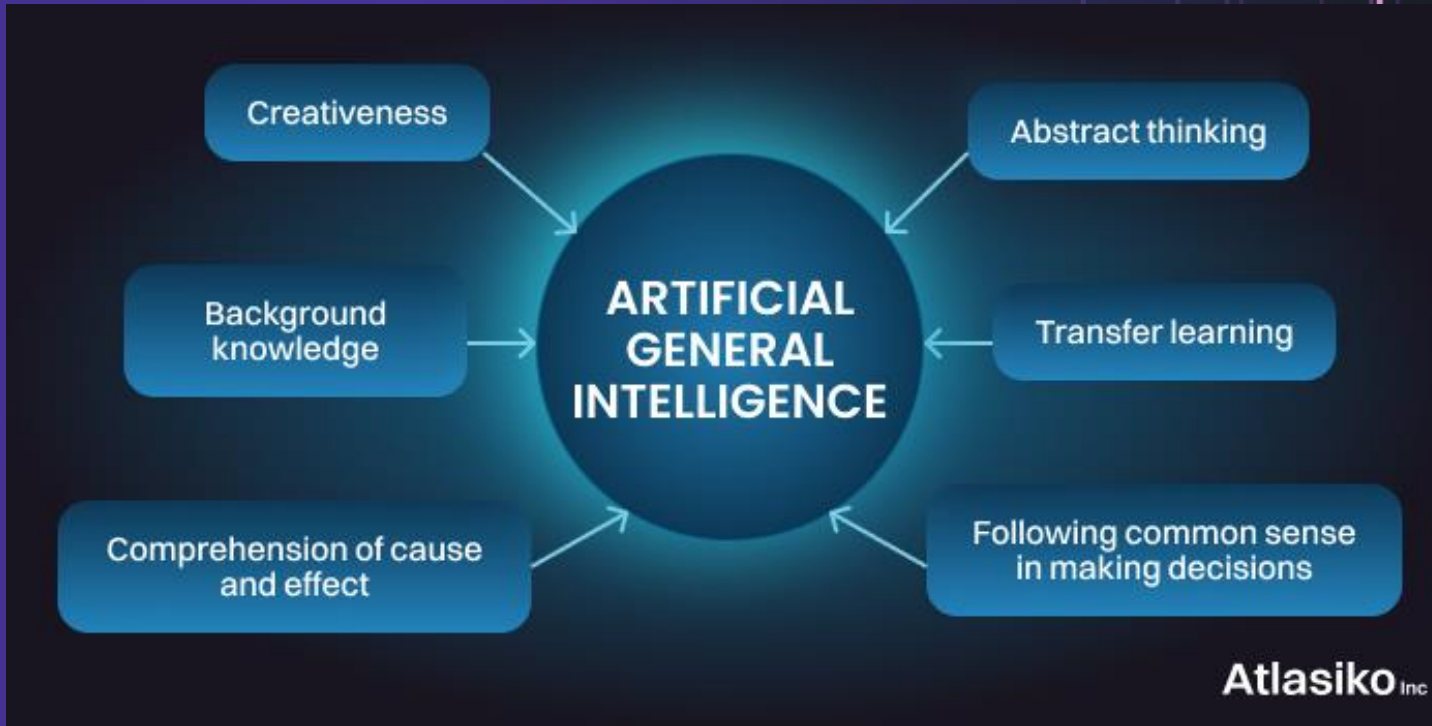 Creativeness
Abstract thinking
Background
knowledge
ARTIFICIAL
GENERAL
INTELLIGENCE
Transfer learning
Comprehension of cause
and effect
Following common sense
in making decisions
Atlasiko Inc